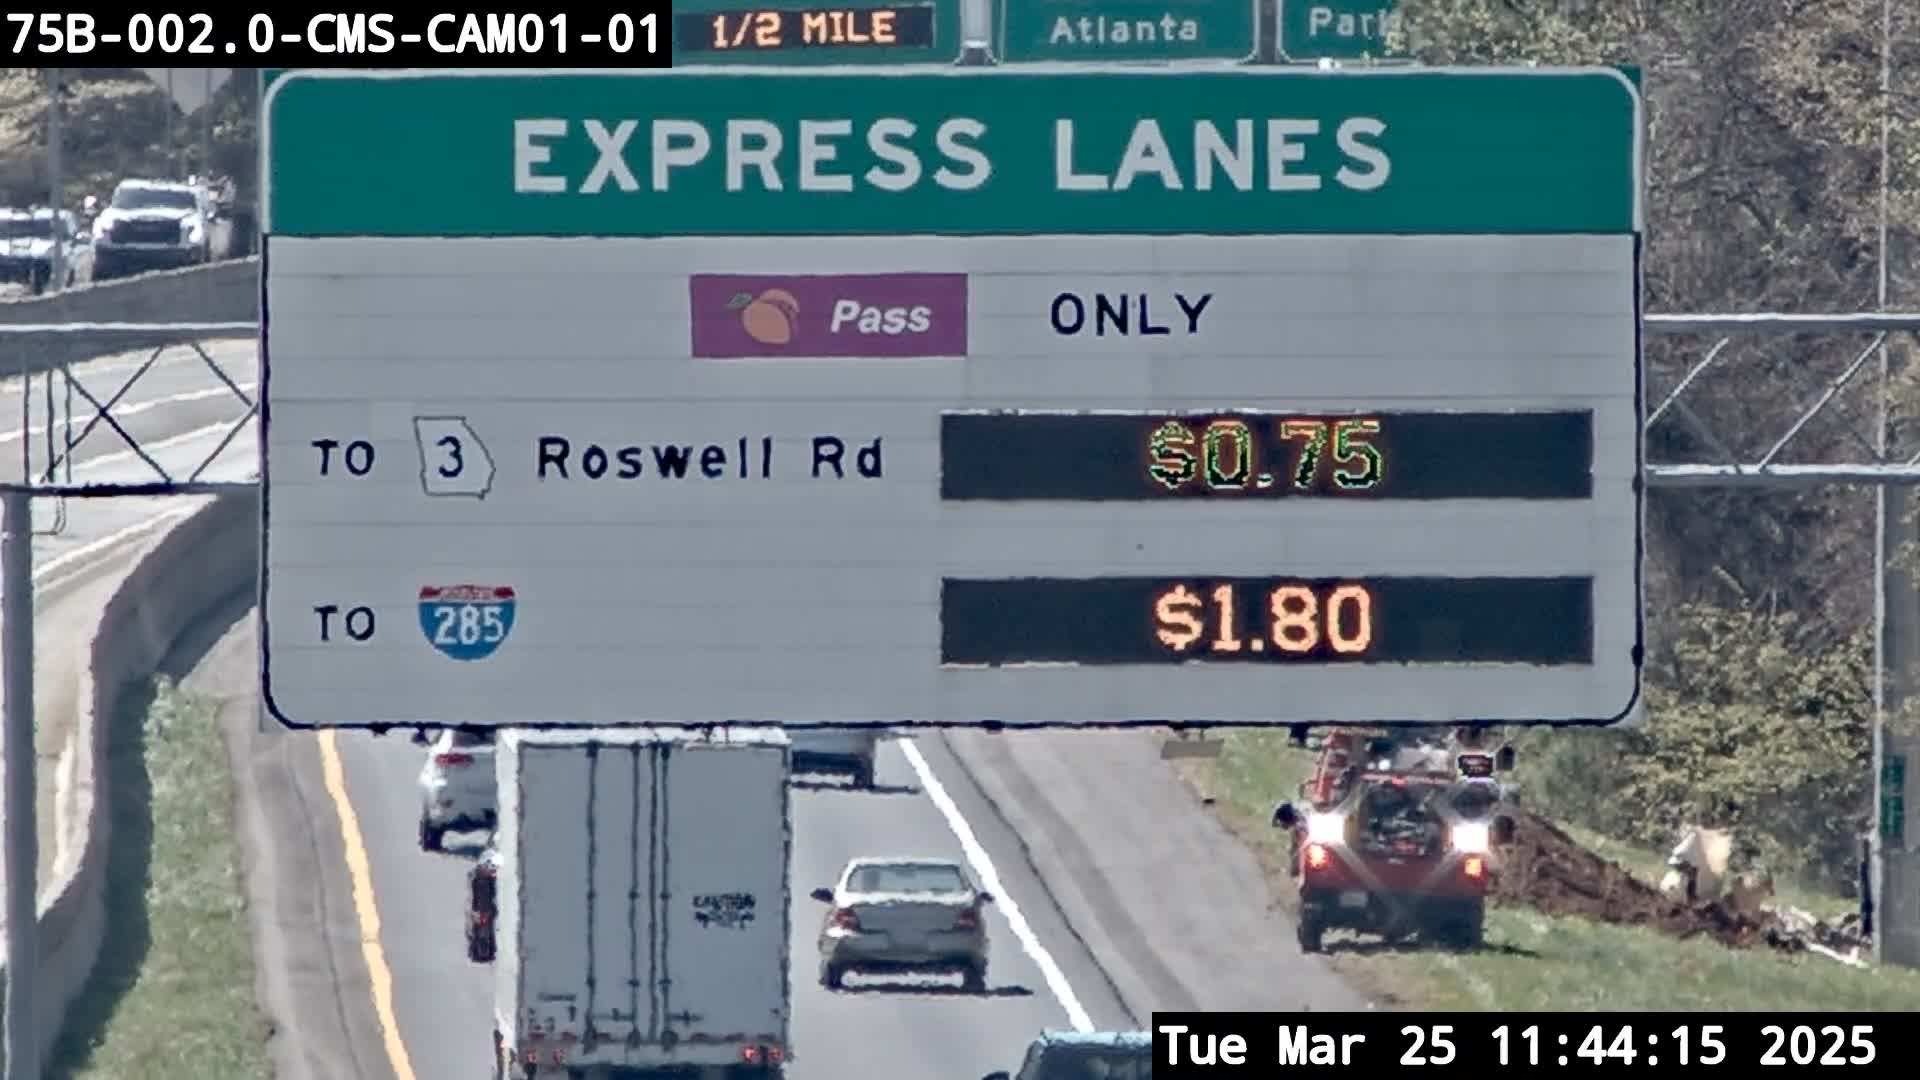 75B-002.0-CMS-CAM01-01
1/2 MILE
Atlanta
Park
EXPRESS LANES
Pass ONLY
TO 3 Roswell Rd $0.75
TO 285 $1.80
CAUTION
Tue Mar 25 11:44:15 2025